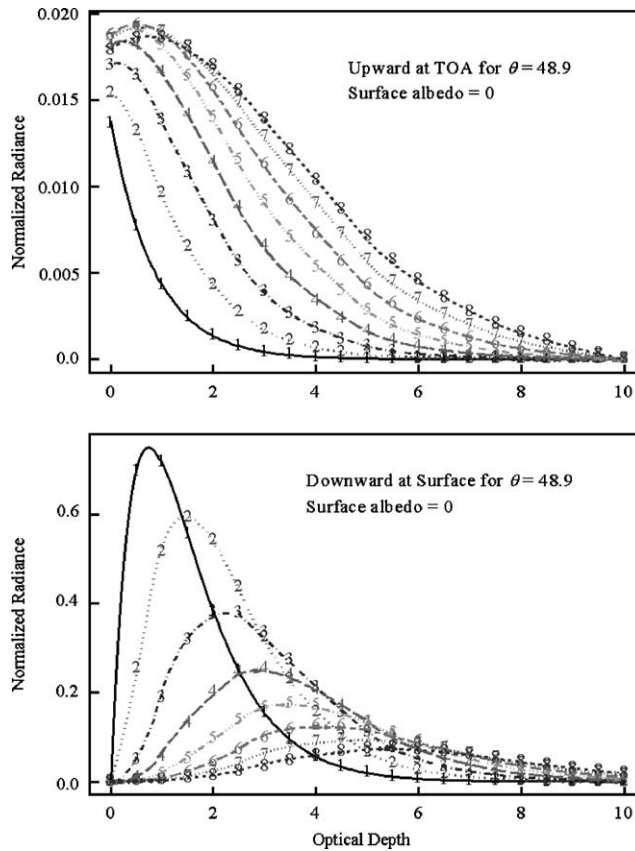 0.020
0.015
0.010
0.005
0.0
Normalized Radiance
Upward at TOA for θ = 48.9
Surface albedo = 0
0 2 4 6 8 10
0.6
0.4
0.2
0.0
Normalized Radiance
Downward at Surface for θ = 48.9
Surface albedo = 0
0 2 4 6 8 10
Optical Depth